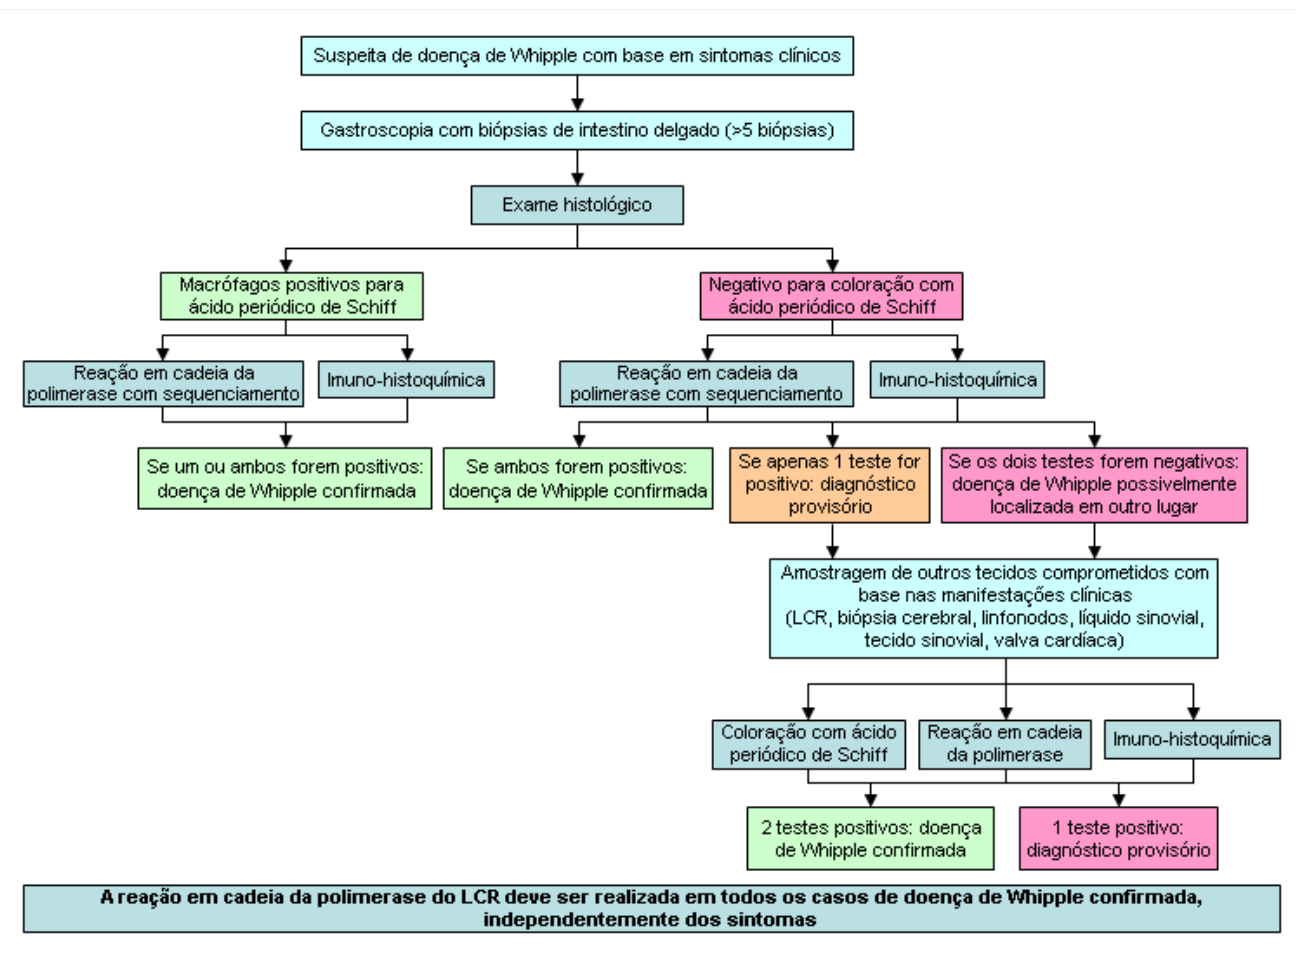 Suspeita de doença de Whipple com base em sintomas clínicos
Gastroscopia com biópsias de intestino delgado (>5 biópsias)
Exame histológico
Macrófagos positivos para
ácido periódico de Schiff
Negativo para coloração com
ácido periódico de Schiff
Reação em cadeia da
polimerase com sequenciamento
Imuno-histoquímica
Reação em cadeia da
polimerase com sequenciamento
Imuno-histoquímica
Se um ou ambos forem positivos:
doença de Whipple confirmada
Se ambos forem positivos:
doença de Whipple confirmada
Se apenas 1 teste for
positivo: diagnóstico
provisório
Se os dois testes forem negativos:
doença de Whipple possivelmente
localizada em outro lugar
Amostragem de outros tecidos comprometidos com
base nas manifestações clínicas
(LCR, biópsia cerebral, linfonodos, líquido sinovial,
tecido sinovial, valva cardíaca)
Coloração com ácido
periódico de Schiff
Reação em cadeia
da polimerase
Imuno-histoquímica
2 testes positivos: doença
de Whipple confirmada
1 teste positivo:
diagnóstico provisório
A reação em cadeia da polimerase do LCR deve ser realizada em todos os casos de doença de Whipple confirmada,
independentemente dos sintomas